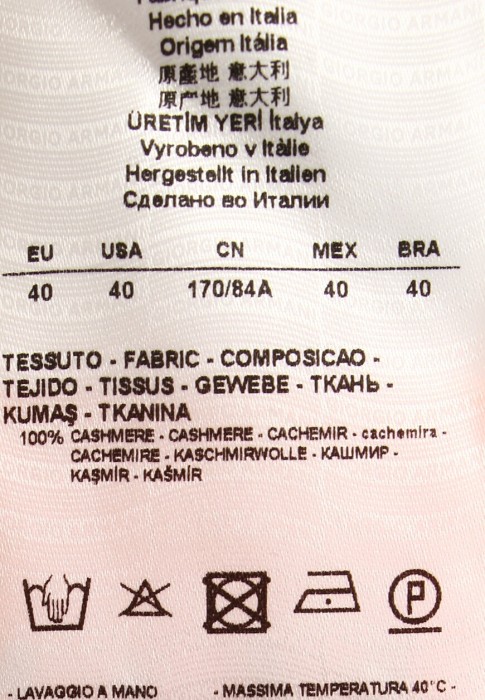 Hecho en Italia
Origem Itália
原產地 意大利
原产地 意大利
ÜRETİM YERİ İtalya
Vyrobeno v Itálie
Hergestellt in Italien
Сделано во Италии
EU USA CN MEX BRA
40 40 170/84A 40 40
TESSUTO - FABRIC - COMPOSICAO -
TEJIDO - TISSUS - GEWEBE - ТКАНЬ -
KUMAŞ - TKANINA
100% CASHMERE - CASHMERE - CACHEMIR - cachemira -
CACHEMIRE - KASCHMIRWOLLE - КАШМИР -
KAŞMİR - KAŠMÍR
P
- LAVAGGIO A MANO - MASSIMA TEMPERATURA 40°C -